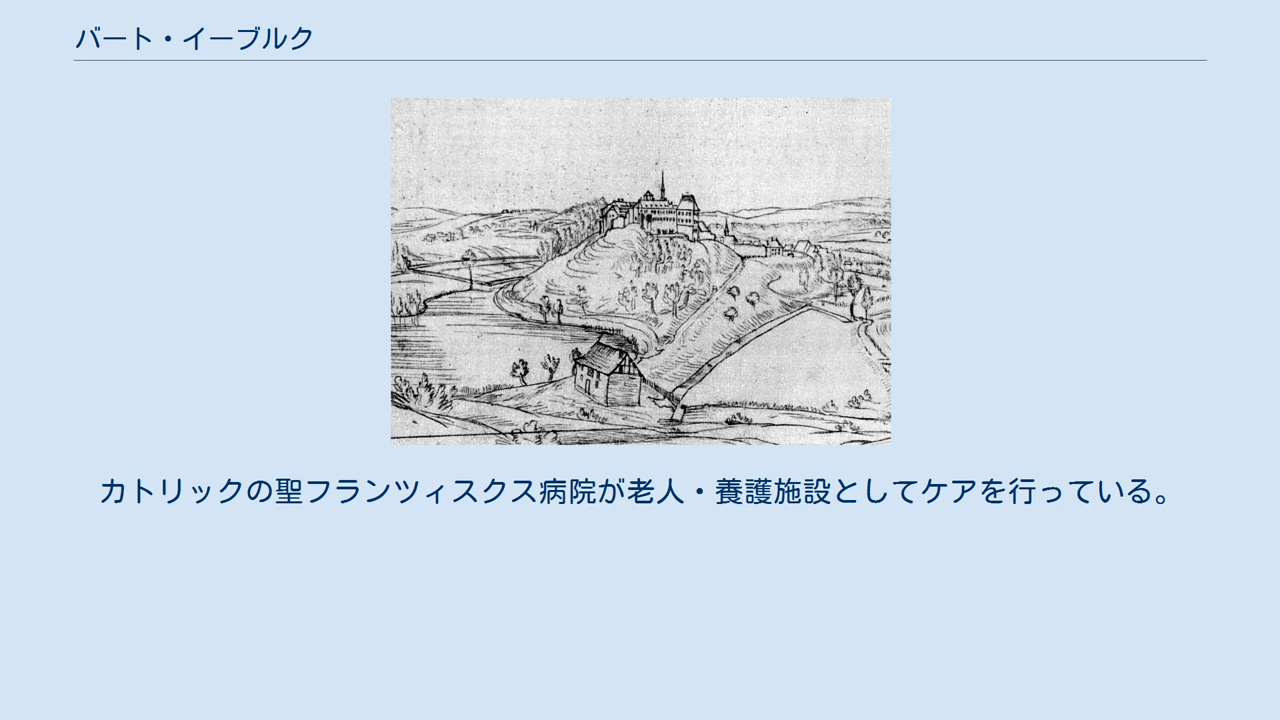 バート・イーブルク
カトリックの聖フランツィスクス病院が老人・養護施設としてケアを行っている。